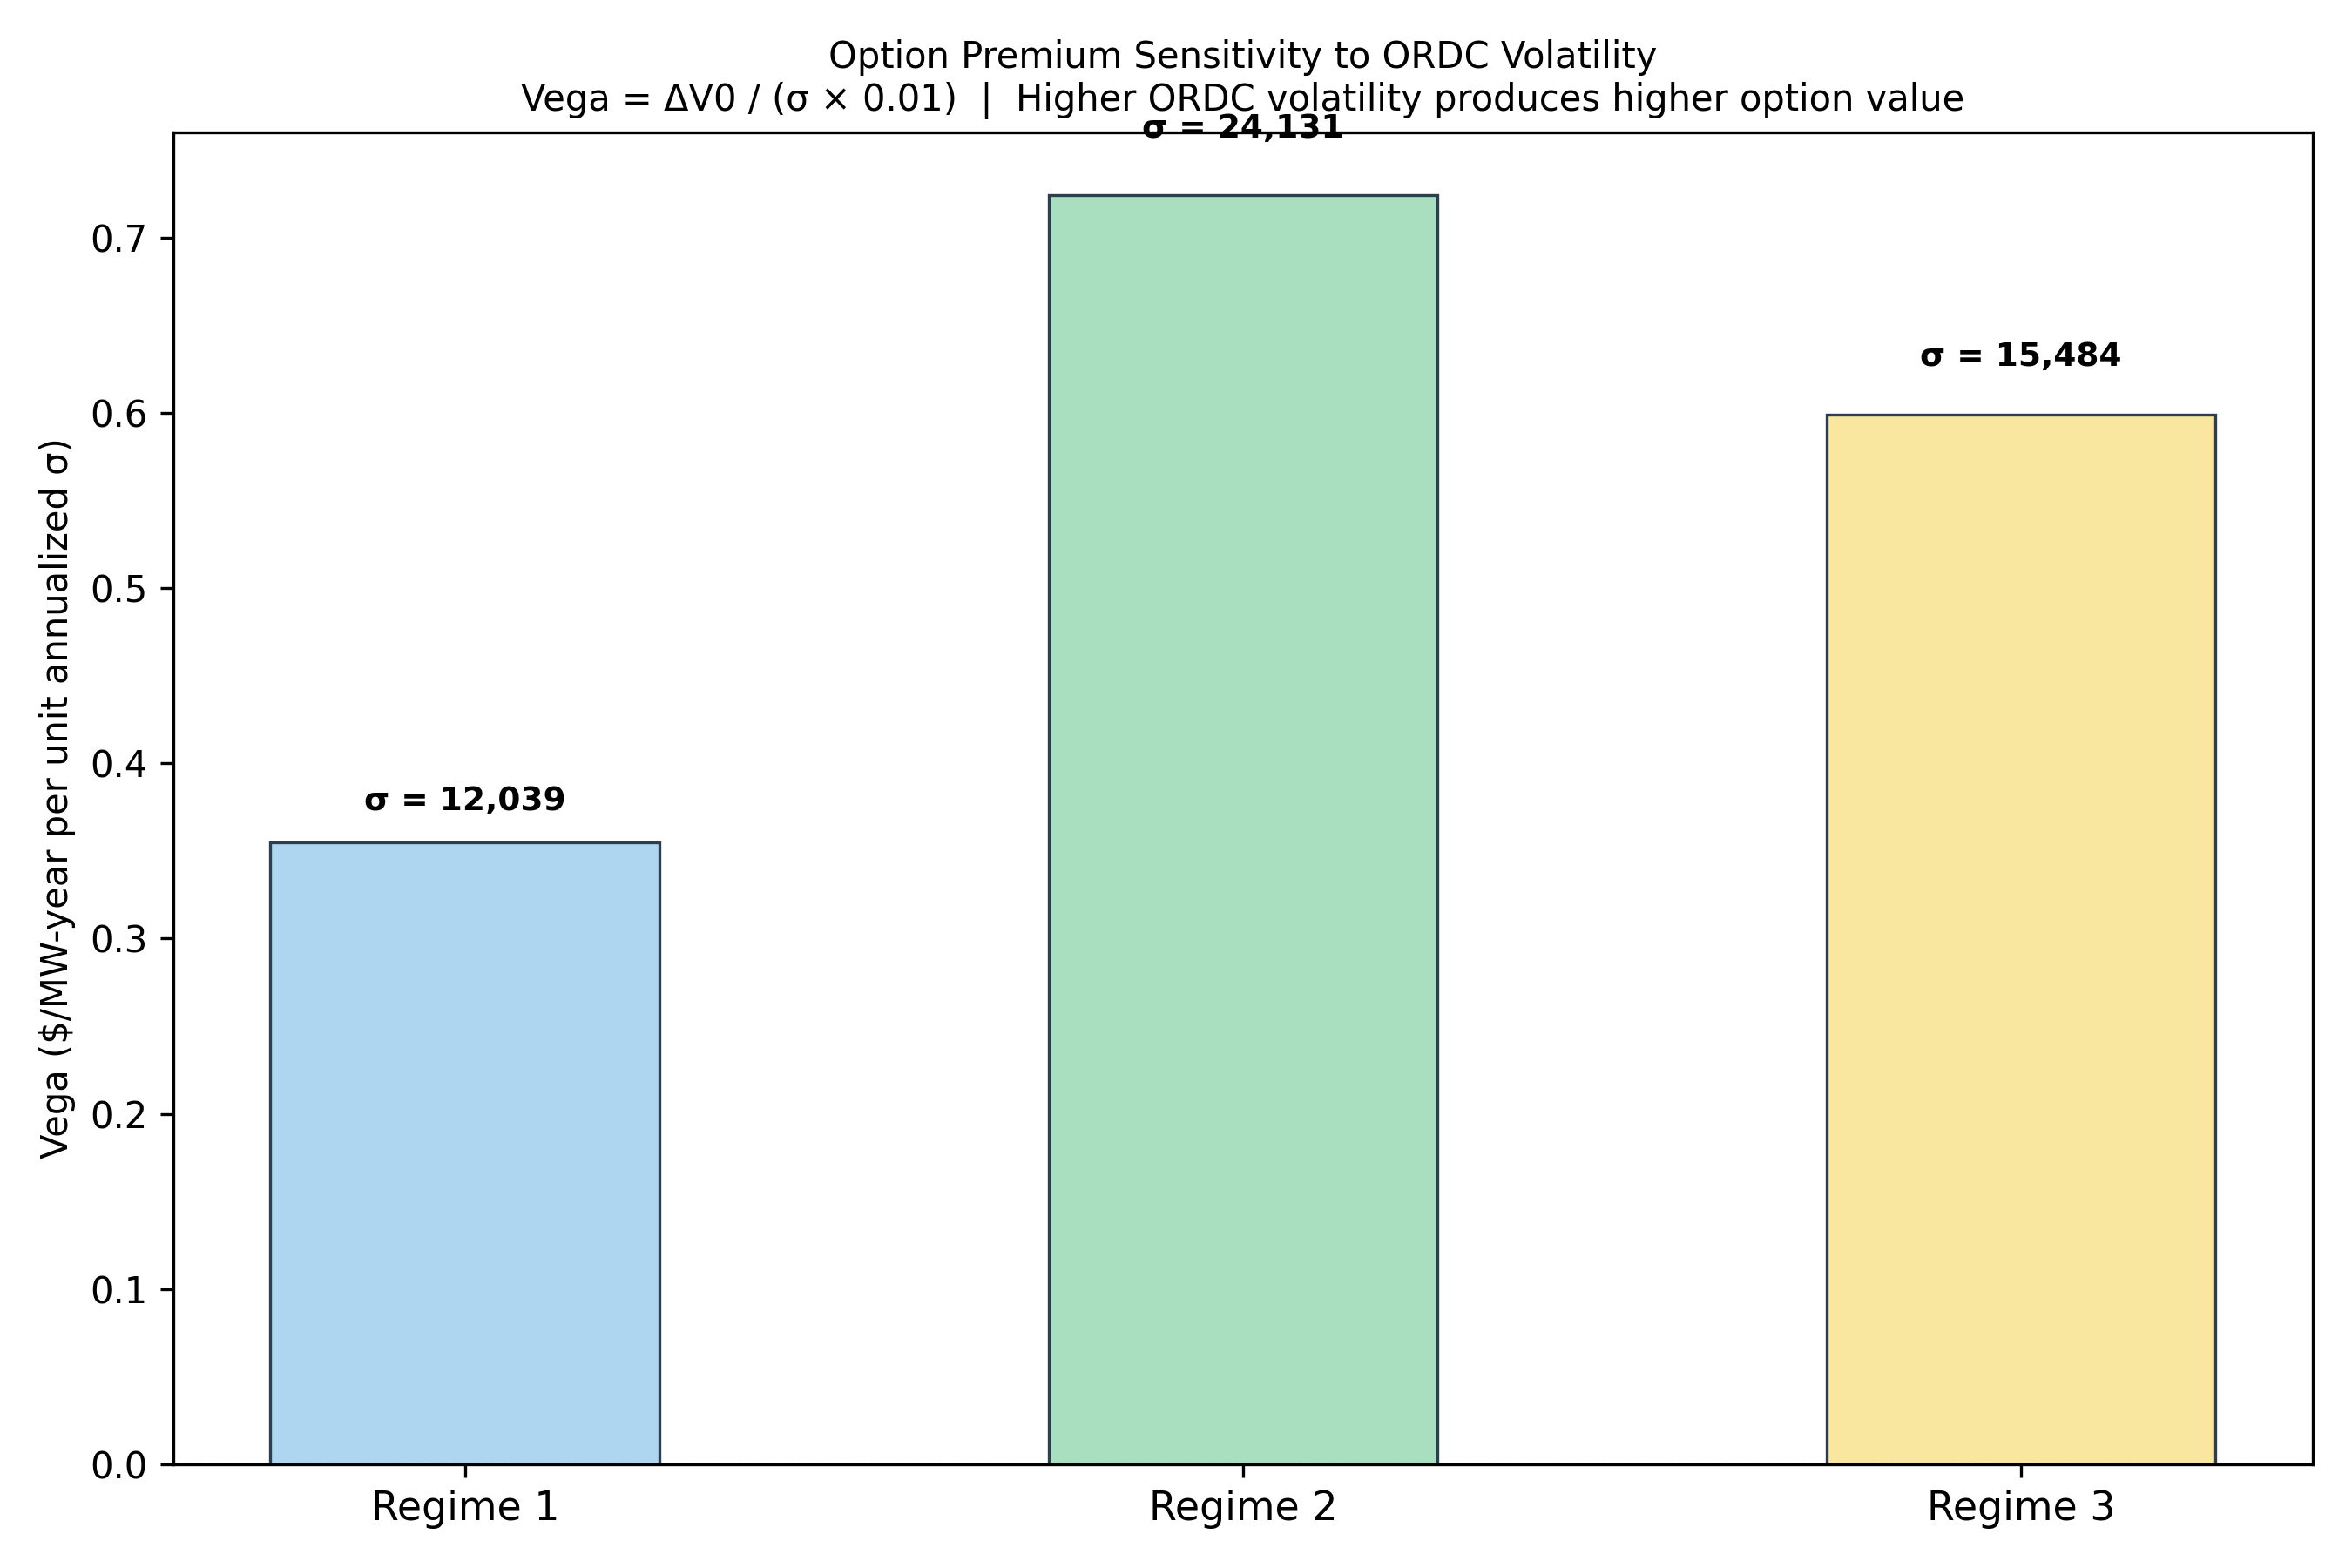 Option Premium Sensitivity to ORDC Volatility
Vega = ΔV0 / (σ × 0.01)  |  Higher ORDC volatility produces higher option value
σ = 24,131
σ = 15,484
σ = 12,039
Vega ($/MW-year per unit annualized σ)
0.7
0.6
0.5
0.4
0.3
0.2
0.1
0.0
Regime 1
Regime 2
Regime 3